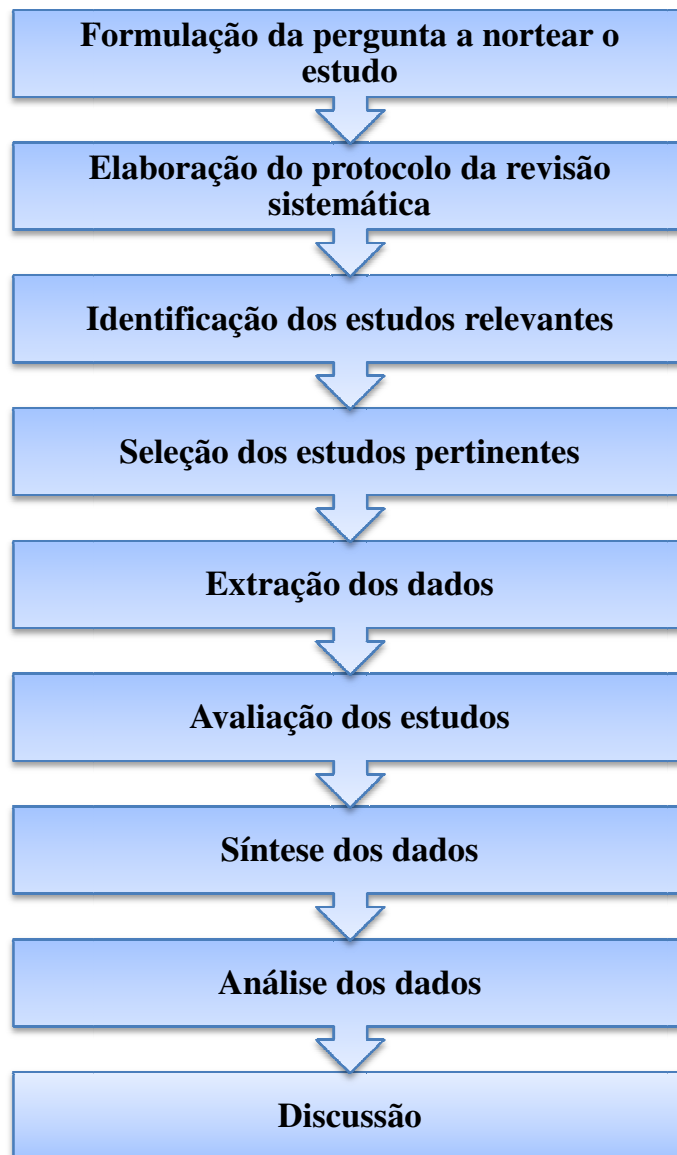 Formulação da pergunta a nortear o
estudo
Elaboração do protocolo da revisão
sistemática
Identificação dos estudos relevantes
Seleção dos estudos pertinentes
Extração dos dados
Avaliação dos estudos
Síntese dos dados
Análise dos dados
Discussão